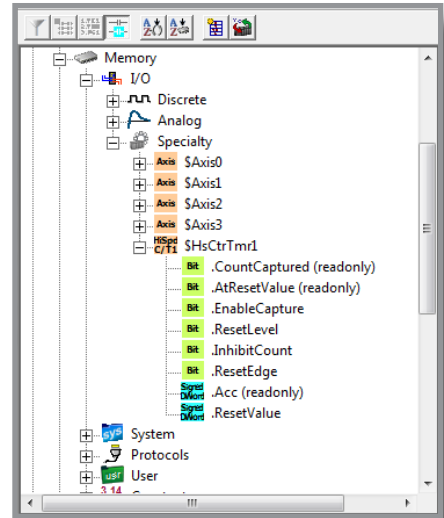 Memory
I/O
Discrete
Analog
Specialty
Axis $Axis0
Axis $Axis1
Axis $Axis2
Axis $Axis3
HiSpd C/T1 $HsCtrTmr1
Bit .CountCaptured (readonly)
Bit .AtResetValue (readonly)
Bit .EnableCapture
Bit .ResetLevel
Bit .InhibitCount
Bit .ResetEdge
Signed DWord .Acc (readonly)
Signed DWord .ResetValue
sys System
Protocols
usr User
3.14